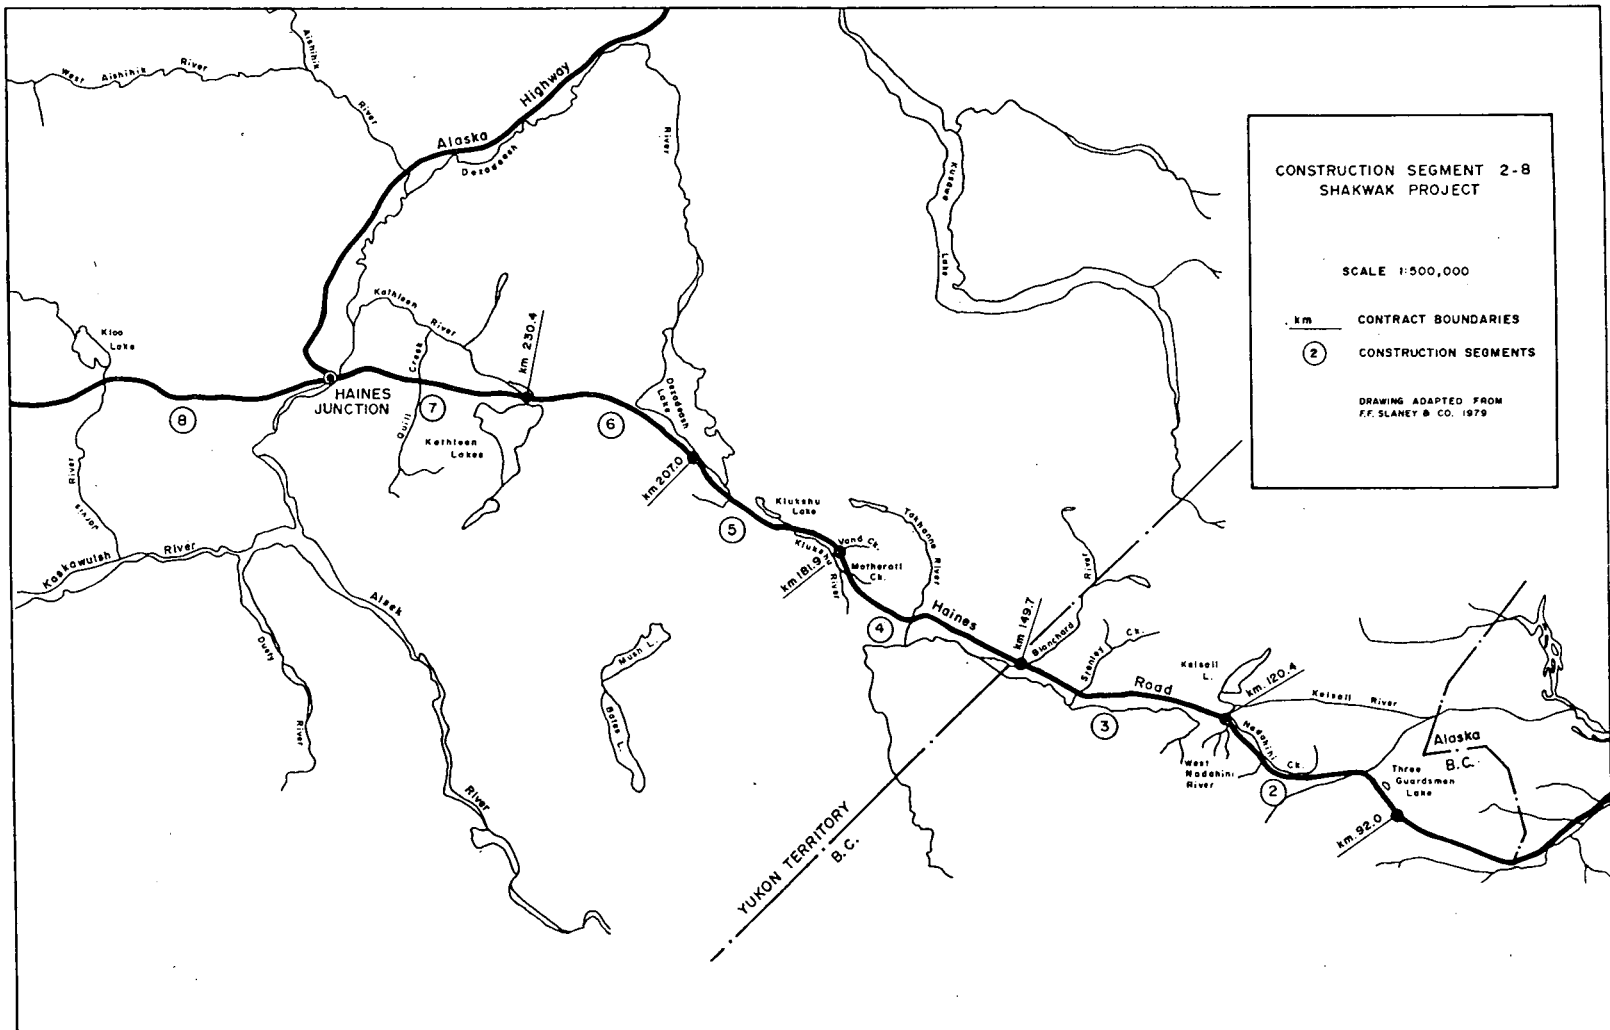 CONSTRUCTION SEGMENT 2-8
SHAKWAK PROJECT
SCALE 1:500,000
km CONTRACT BOUNDARIES
2 CONSTRUCTION SEGMENTS
DRAWING ADAPTED FROM
F.F. SLANEY & CO. 1979
West Aishihik River
Aishihik
River
Alaska Highway
Dezadeash
River
Kusawa
Lake
Kloo
Lake
Kathleen
River
km 230.4
HAINES
JUNCTION
Quill Creek
Kathleen
Lakes
8
7
6
Dezadeash
Lake
km 207.0
5
Klukshu
Lake
Vand Ck.
Klukshu
River
Motherall
Ck.
km 181.9
Takhanne
River
4
Haines
Road
km 149.7
Blanchard
River
Stanley Ck.
3
Kelsall
L.
km. 120.4
Kelsall River
Nadahini
Ck.
West
Nadahini
River
2
Three
Guardsmen
Lake
km. 92.0
Alaska
B.C.
YUKON TERRITORY
B.C.
Jarvis
River
Kaskawulsh River
Dusty
River
Alsek
River
Mush L.
Bates L.